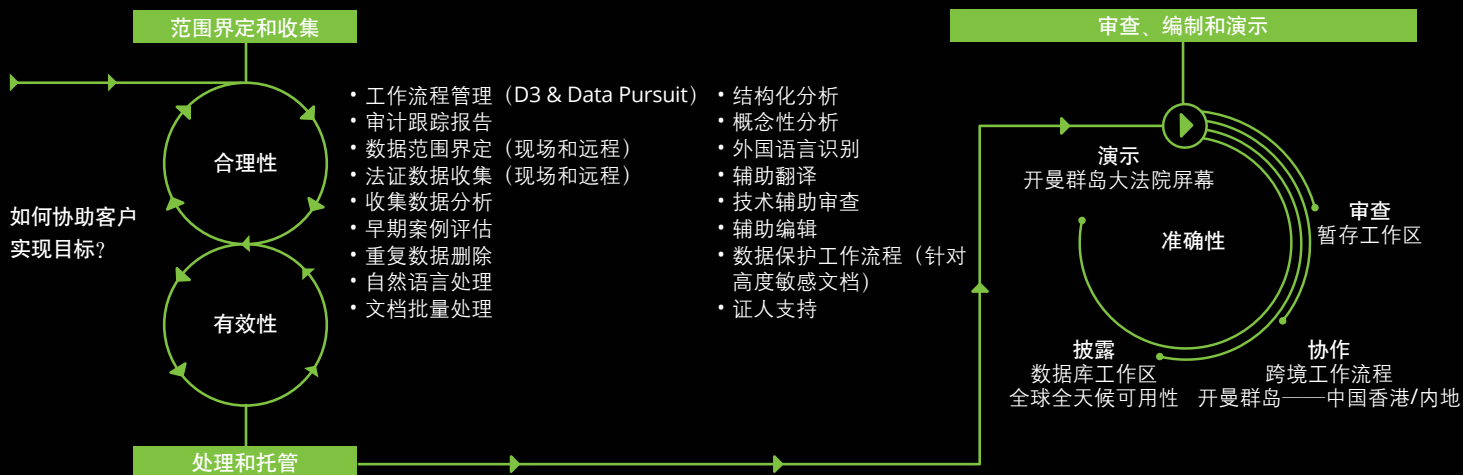 范围界定和收集
如何协助客户
实现目标？
合理性
有效性
处理和托管
• 工作流程管理（D3 & Data Pursuit）
• 审计跟踪报告
• 数据范围界定（现场和远程）
• 法证数据收集（现场和远程）
• 收集数据分析
• 早期案例评估
• 重复数据删除
• 自然语言处理
• 文档批量处理
• 结构化分析
• 概念性分析
• 外国语言识别
• 辅助翻译
• 技术辅助审查
• 辅助编辑
• 数据保护工作流程（针对
高度敏感文档）
• 证人支持
审查、编制和演示
演示
开曼群岛大法院屏幕
准确性
审查
暂存工作区
披露
数据库工作区
全球全天候可用性
协作
跨境工作流程
开曼群岛——中国香港/内地